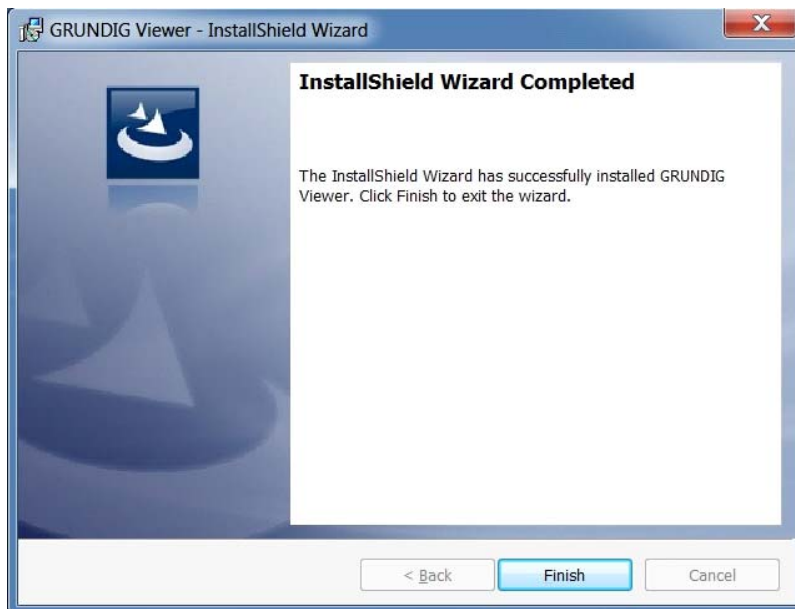 GRUNDIG Viewer - InstallShield Wizard
InstallShield Wizard Completed
The InstallShield Wizard has successfully installed GRUNDIG
Viewer. Click Finish to exit the wizard.
< Back
Finish
Cancel